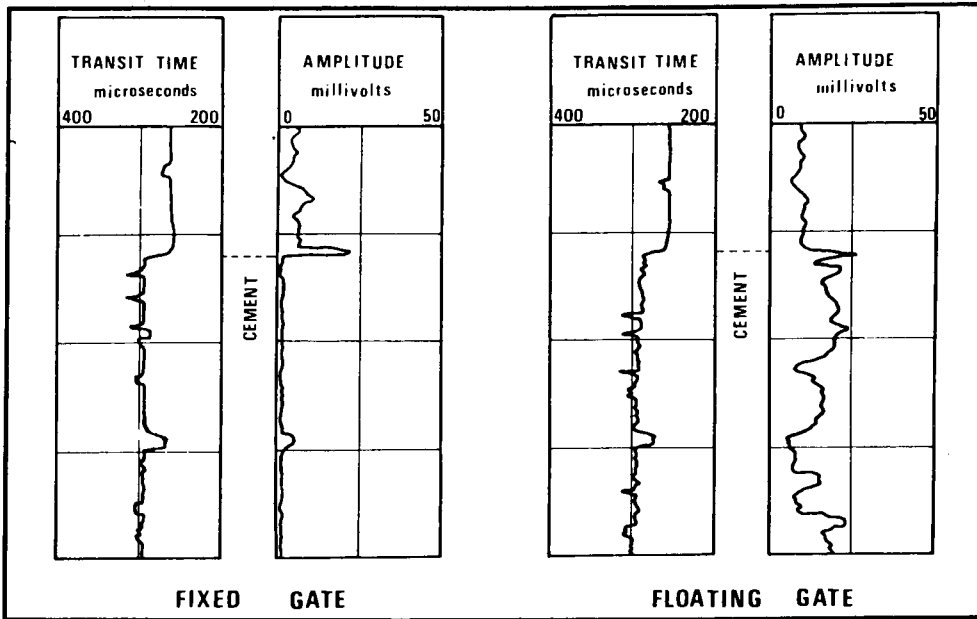 TRANSIT TIME
microseconds
400 200
AMPLITUDE
millivolts
0 50
CEMENT
FIXED GATE
TRANSIT TIME
microseconds
400 200
AMPLITUDE
millivolts
0 50
CEMENT
FLOATING GATE